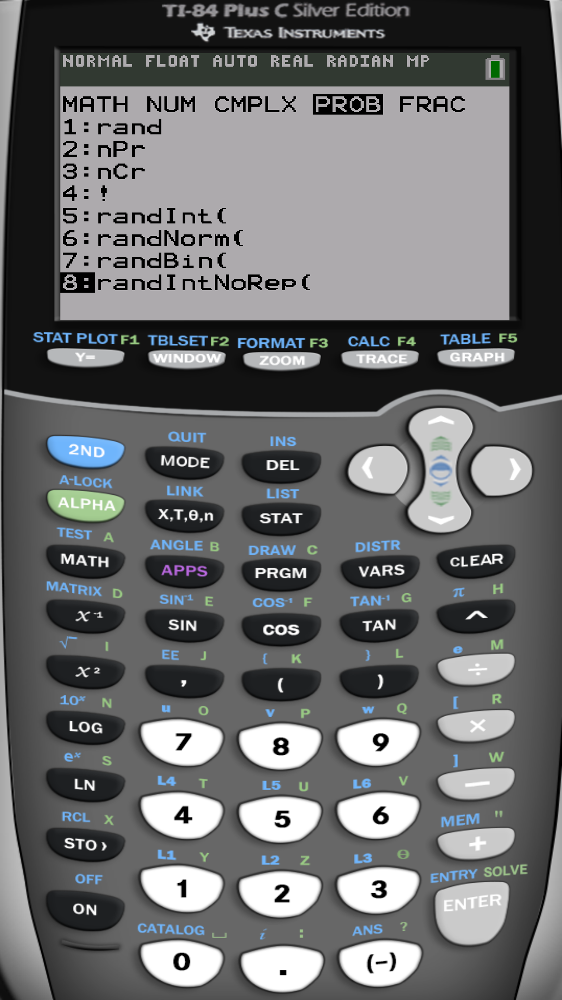 TI-84 Plus C Silver Edition
TEXAS INSTRUMENTS
NORMAL FLOAT AUTO REAL RADIAN MP
MATH NUM CMPLX PROB FRAC
1:rand
2:nPr
3:nCr
4:!
5:randInt(
6:randNorm(
7:randBin(
8:randIntNoRep(
STAT PLOT F1 TBLSET F2 FORMAT F3 CALC F4 TABLE F5
Y= WINDOW ZOOM TRACE GRAPH
QUIT INS
2ND MODE DEL
A-LOCK LINK LIST
ALPHA X,T,θ,n STAT
TEST A ANGLE B DRAW C DISTR
MATH APPS PRGM VARS CLEAR
MATRIX D SIN⁻¹ E COS⁻¹ F TAN⁻¹ G π H
x⁻¹ SIN COS TAN ^
√ I EE J { K } L e M
x² , ( ) ÷
10ˣ N u O v P w Q [ R
LOG 7 8 9 ×
eˣ S L4 T L5 U L6 V ] W
LN 4 5 6 —
RCL X L1 Y L2 Z L3 θ MEM "
STO› 1 2 3 +
OFF CATALOG ⎵ i : ANS ? ENTRY SOLVE
ON 0 . (–) ENTER